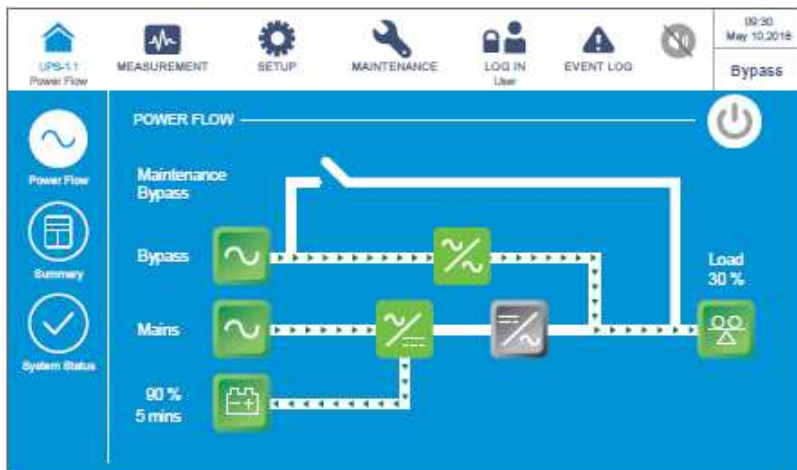 09:30
May 10,2018
Bypass
UPS-1.1
Power Flow
MEASUREMENT
SETUP
MAINTENANCE
LOG IN
User
EVENT LOG
POWER FLOW
Power Flow
Summary
System Status
Maintenance
Bypass
Bypass
Mains
90 %
5 mins
Load
30 %